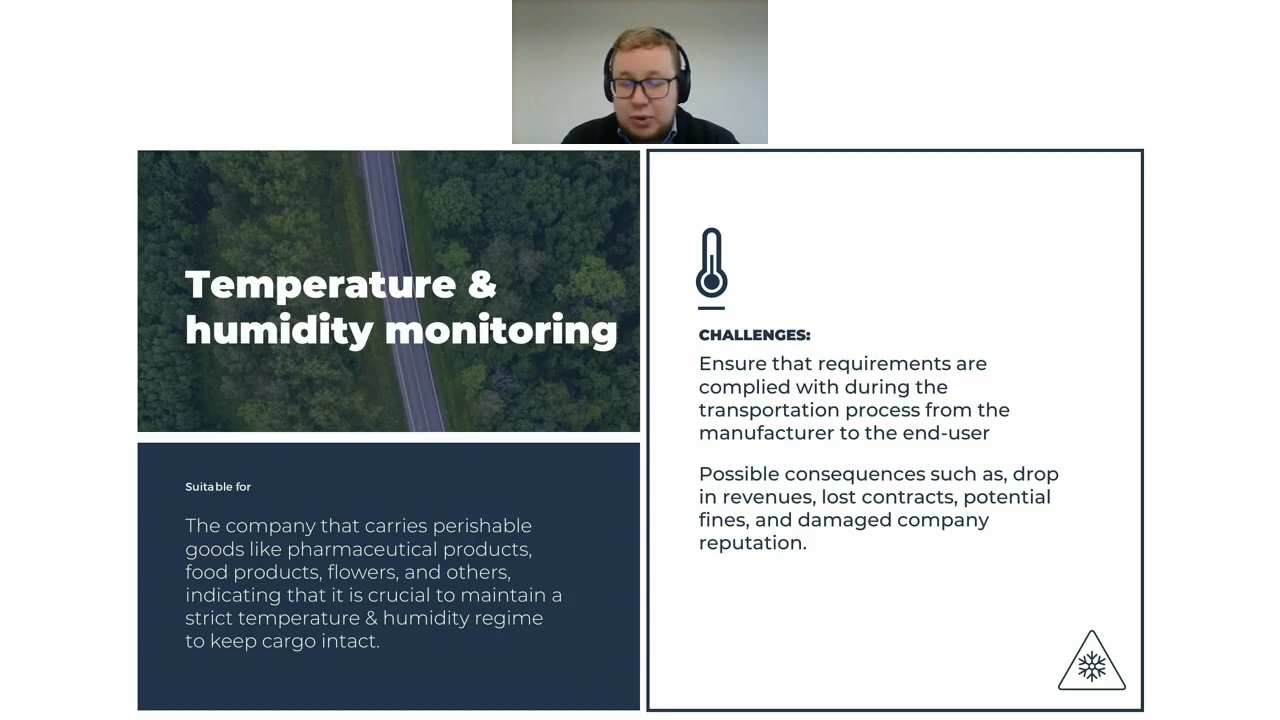 Temperature &
humidity monitoring
Suitable for
The company that carries perishable
goods like pharmaceutical products,
food products, flowers, and others,
indicating that it is crucial to maintain a
strict temperature & humidity regime
to keep cargo intact.
CHALLENGES:
Ensure that requirements are
complied with during the
transportation process from the
manufacturer to the end-user
Possible consequences such as, drop
in revenues, lost contracts, potential
fines, and damaged company
reputation.